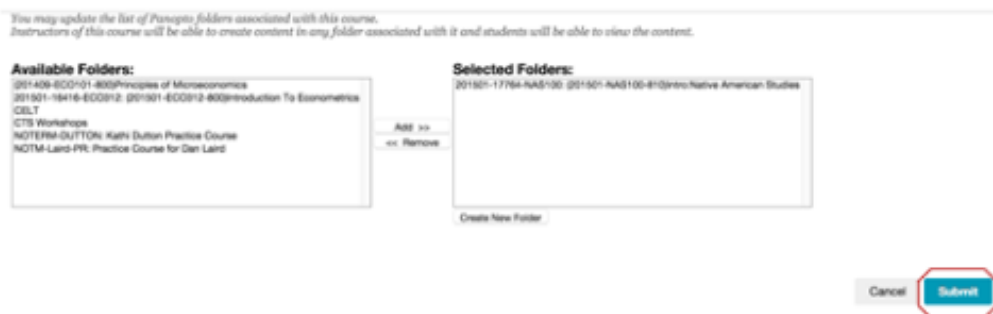 You may update the list of Panopto folders associated with this course.
Instructors of this course will be able to create content in any folder associated with it and students will be able to view the content.
Available Folders:
(201409-ECO101-800)Principles of Microeconomics
201501-16416-ECO312: (201501-ECO312-800)Introduction To Econometrics
CELT
CTS Workshops
NOTERM-DUTTON: Kathi Dutton Practice Course
NOTM-Laird-PR: Practice Course for Dan Laird
Add >>
<< Remove
Selected Folders:
201501-17764-NAS100: (201501-NAS100-810)Intro:Native American Studies
Create New Folder
Cancel
Submit